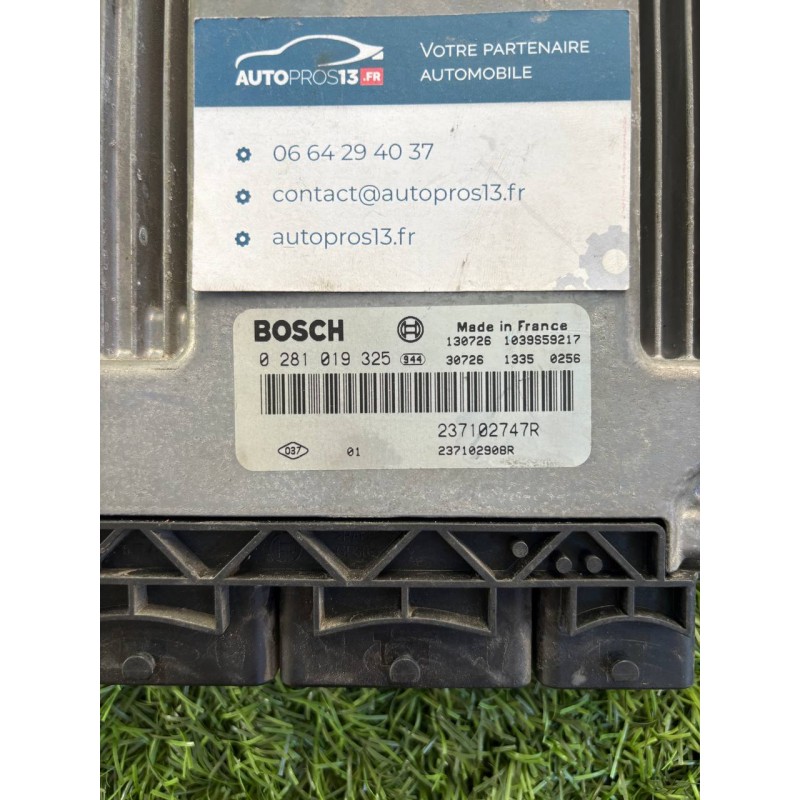 AUTOPROS13.FR
VOTRE PARTENAIRE
AUTOMOBILE
06 64 29 40 37
contact@autopros13.fr
autopros13.fr
BOSCH Made in France
130726 1039S59217
0 281 019 325 944 30726 1335 0256
237102747R
037 01 237102908R